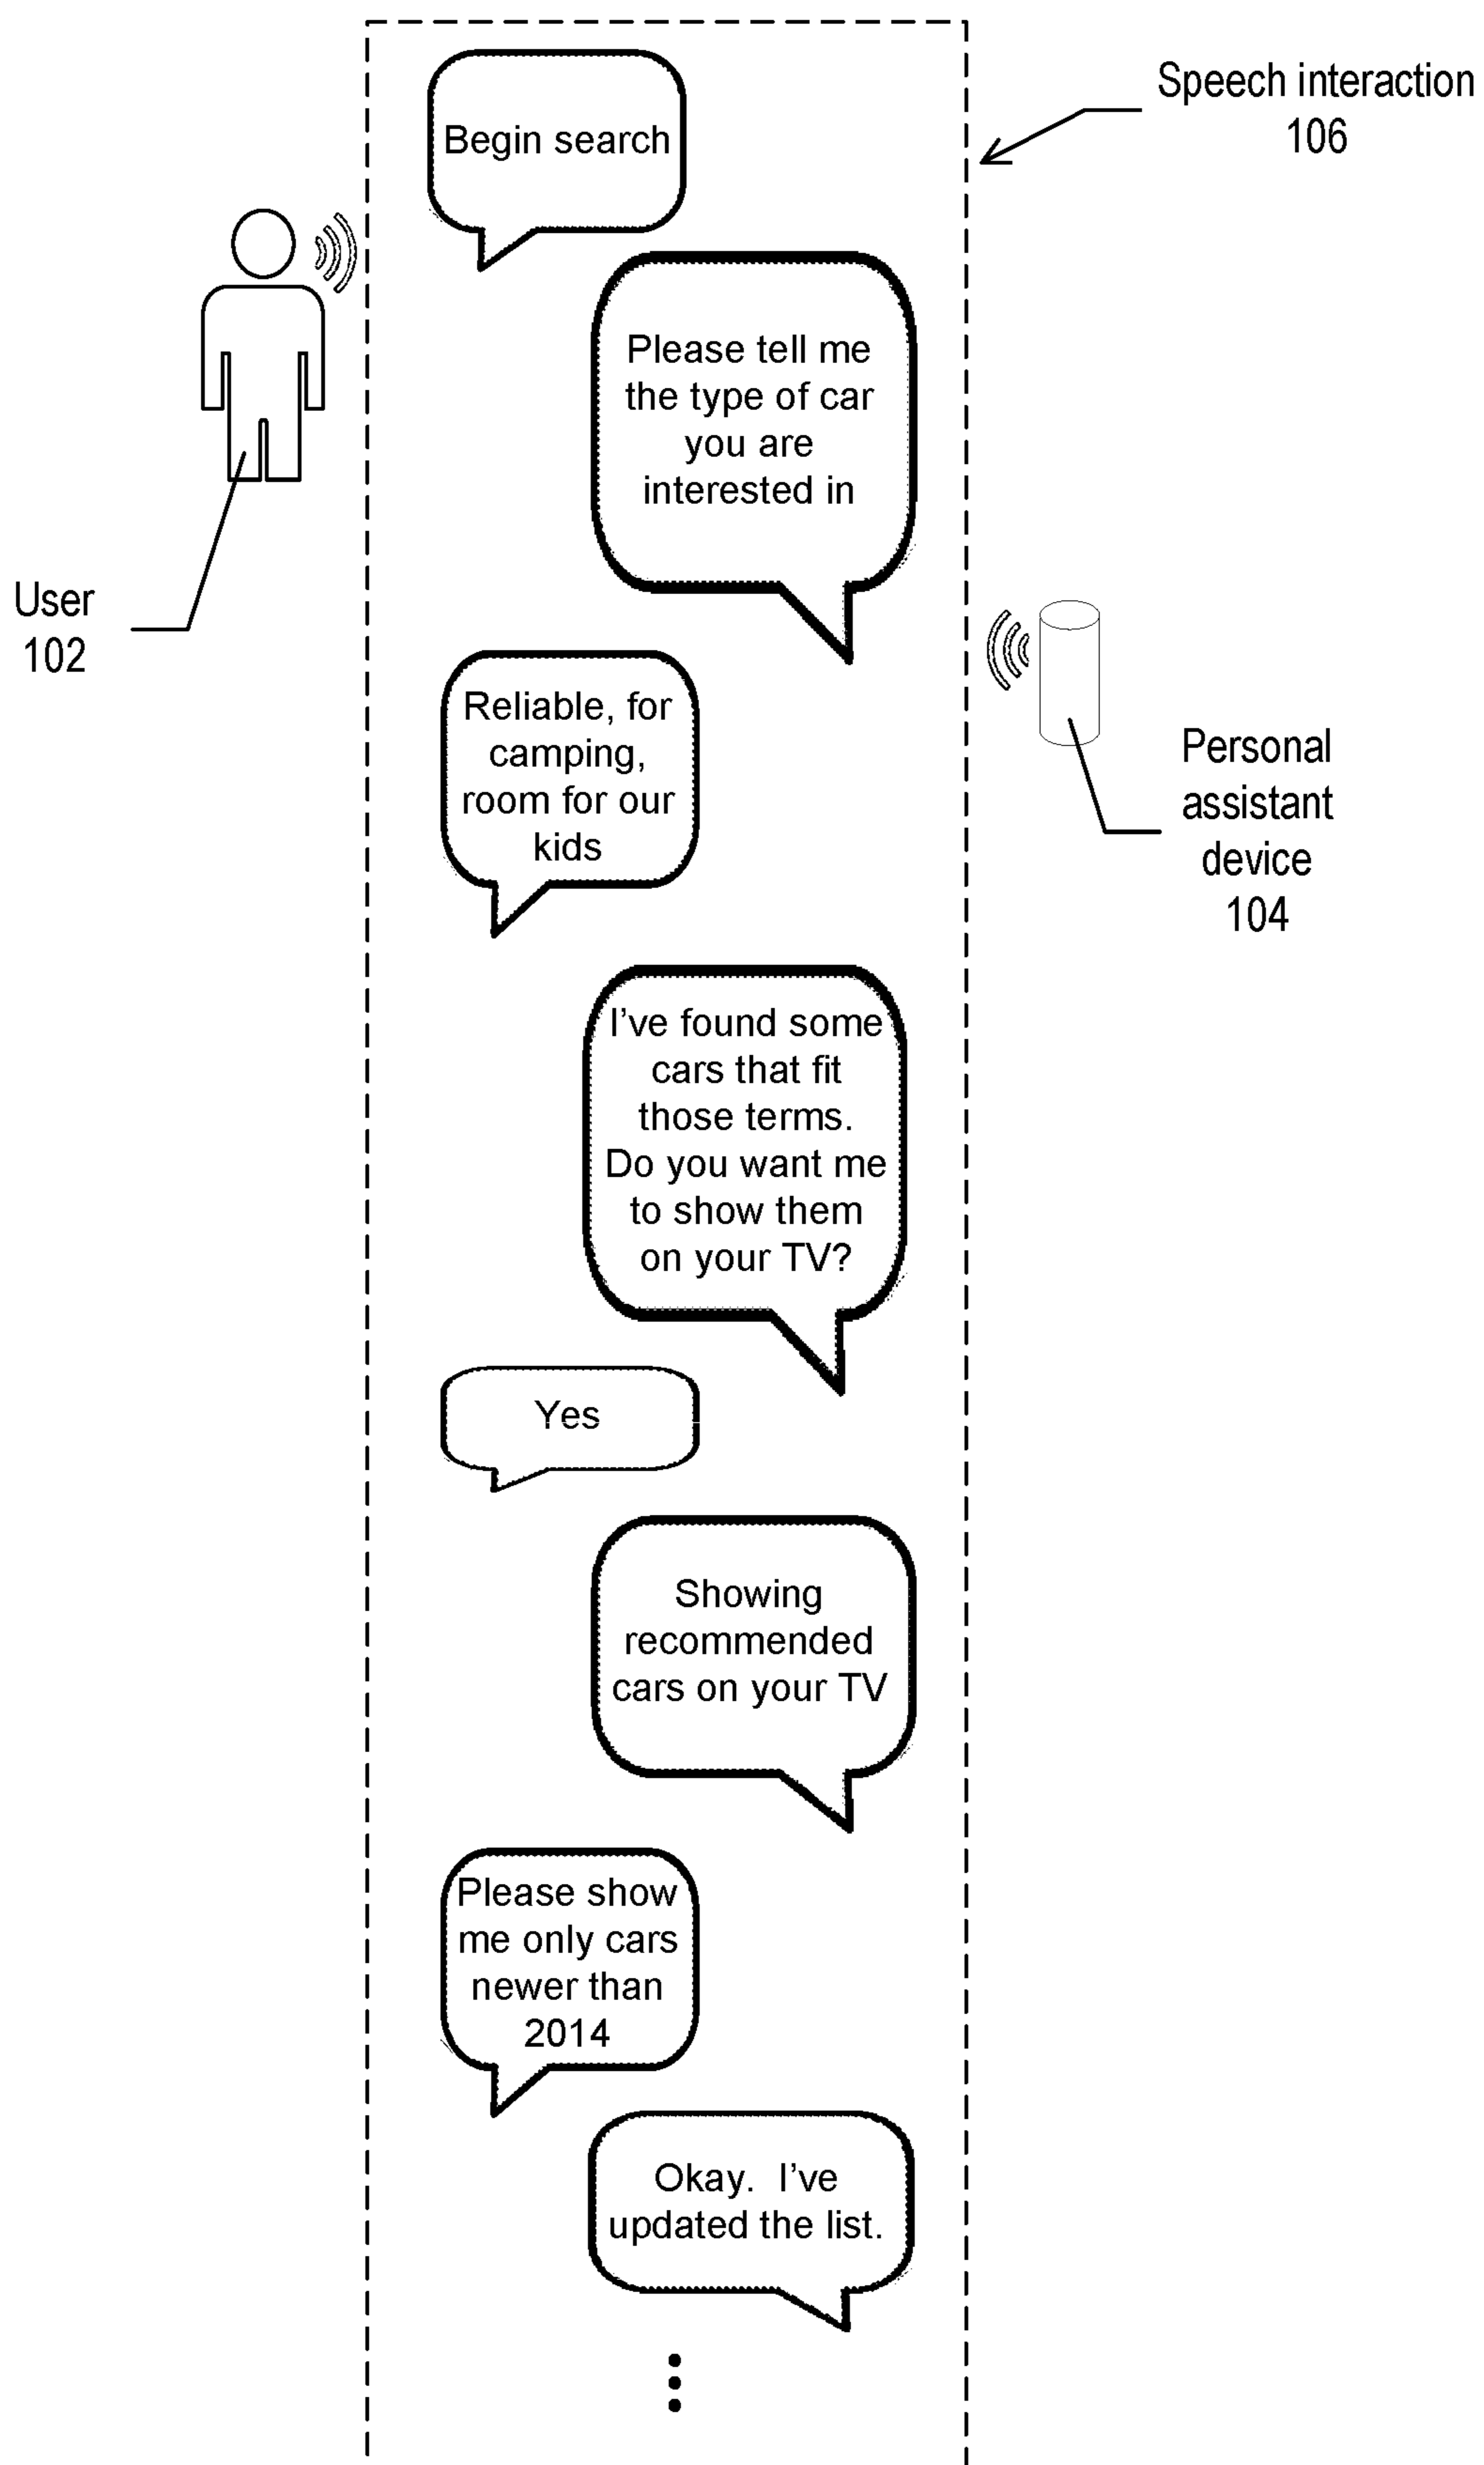 Speech interaction
106
Begin search
Please tell me
the type of car
you are
interested in
User
102
Reliable, for
camping,
room for our
kids
Personal
assistant
device
104
I've found some
cars that fit
those terms.
Do you want me
to show them
on your TV?
Yes
Showing
recommended
cars on your TV
Please show
me only cars
newer than
2014
Okay.  I've
updated the list.